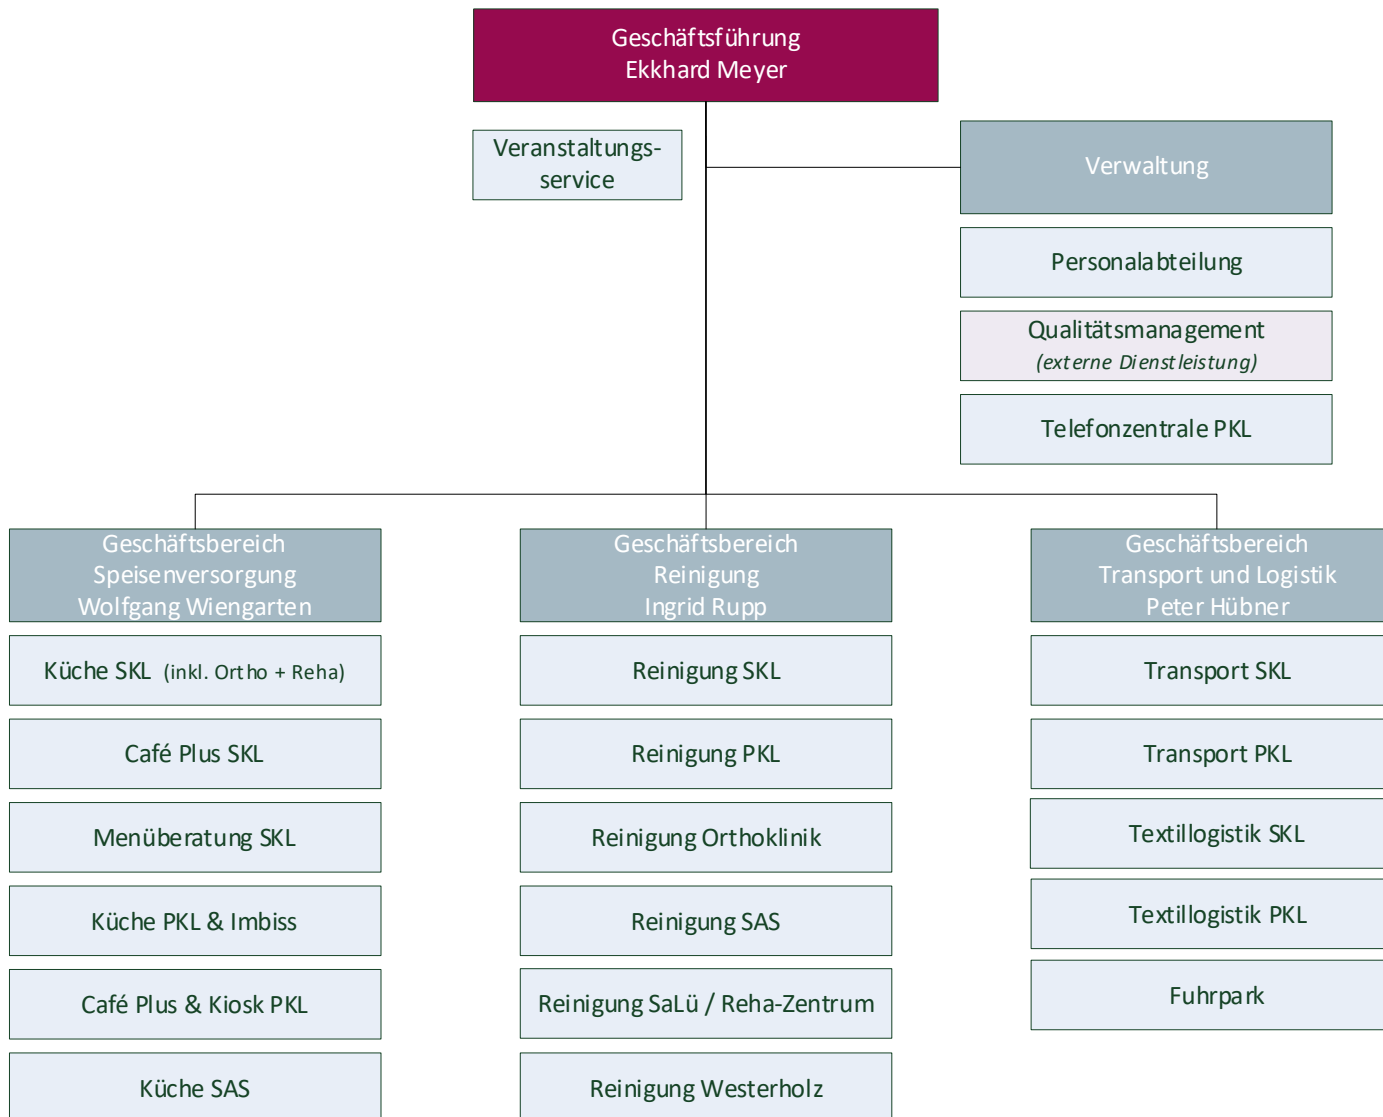 Geschäftsführung
Ekkhard Meyer
Veranstaltungs-
service
Verwaltung
Personalabteilung
Qualitätsmanagement
(externe Dienstleistung)
Telefonzentrale PKL
Geschäftsbereich
Speisenversorgung
Wolfgang Wiengarten
Küche SKL (inkl. Ortho + Reha)
Café Plus SKL
Menüberatung SKL
Küche PKL & Imbiss
Café Plus & Kiosk PKL
Küche SAS
Geschäftsbereich
Reinigung
Ingrid Rupp
Reinigung SKL
Reinigung PKL
Reinigung Orthoklinik
Reinigung SAS
Reinigung SaLü / Reha-Zentrum
Reinigung Westerholz
Geschäftsbereich
Transport und Logistik
Peter Hübner
Transport SKL
Transport PKL
Textillogistik SKL
Textillogistik PKL
Fuhrpark